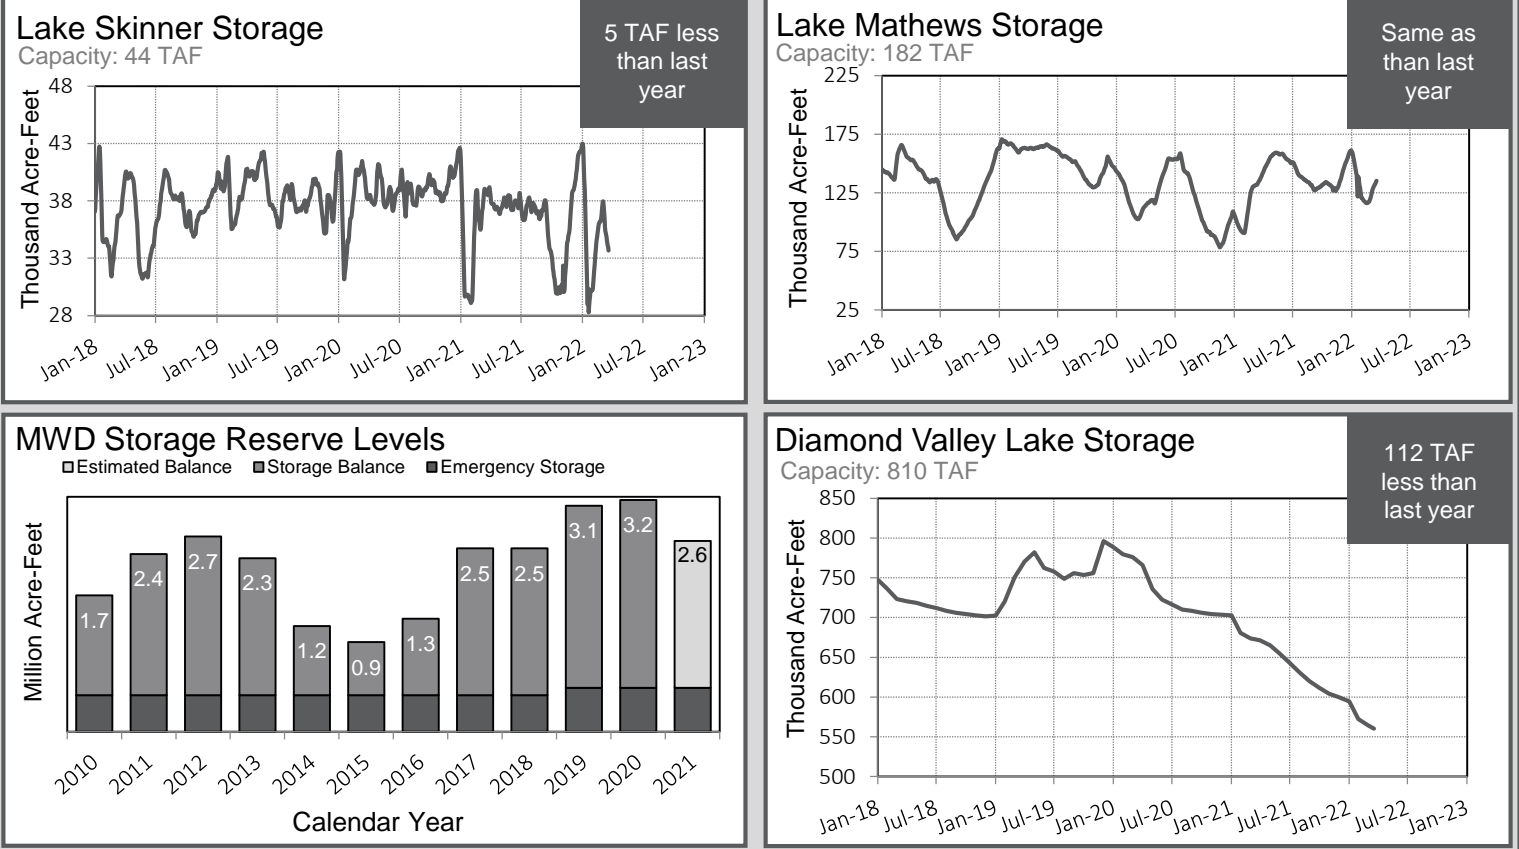 Lake Skinner Storage
Capacity: 44 TAF
5 TAF less
than last
year
Thousand Acre-Feet
48
43
38
33
28
Jan-18
Jul-18
Jan-19
Jul-19
Jan-20
Jul-20
Jan-21
Jul-21
Jan-22
Jul-22
Jan-23
Lake Mathews Storage
Capacity: 182 TAF
Same as
than last
year
Thousand Acre-Feet
225
175
125
75
25
Jan-18
Jul-18
Jan-19
Jul-19
Jan-20
Jul-20
Jan-21
Jul-21
Jan-22
Jul-22
Jan-23
MWD Storage Reserve Levels
Estimated Balance
Storage Balance
Emergency Storage
Million Acre-Feet
1.7
2.4
2.7
2.3
1.2
0.9
1.3
2.5
2.5
3.1
3.2
2.6
2010
2011
2012
2013
2014
2015
2016
2017
2018
2019
2020
2021
Calendar Year
Diamond Valley Lake Storage
Capacity: 810 TAF
112 TAF
less than
last year
Thousand Acre-Feet
850
800
750
700
650
600
550
500
Jan-18
Jul-18
Jan-19
Jul-19
Jan-20
Jul-20
Jan-21
Jul-21
Jan-22
Jul-22
Jan-23